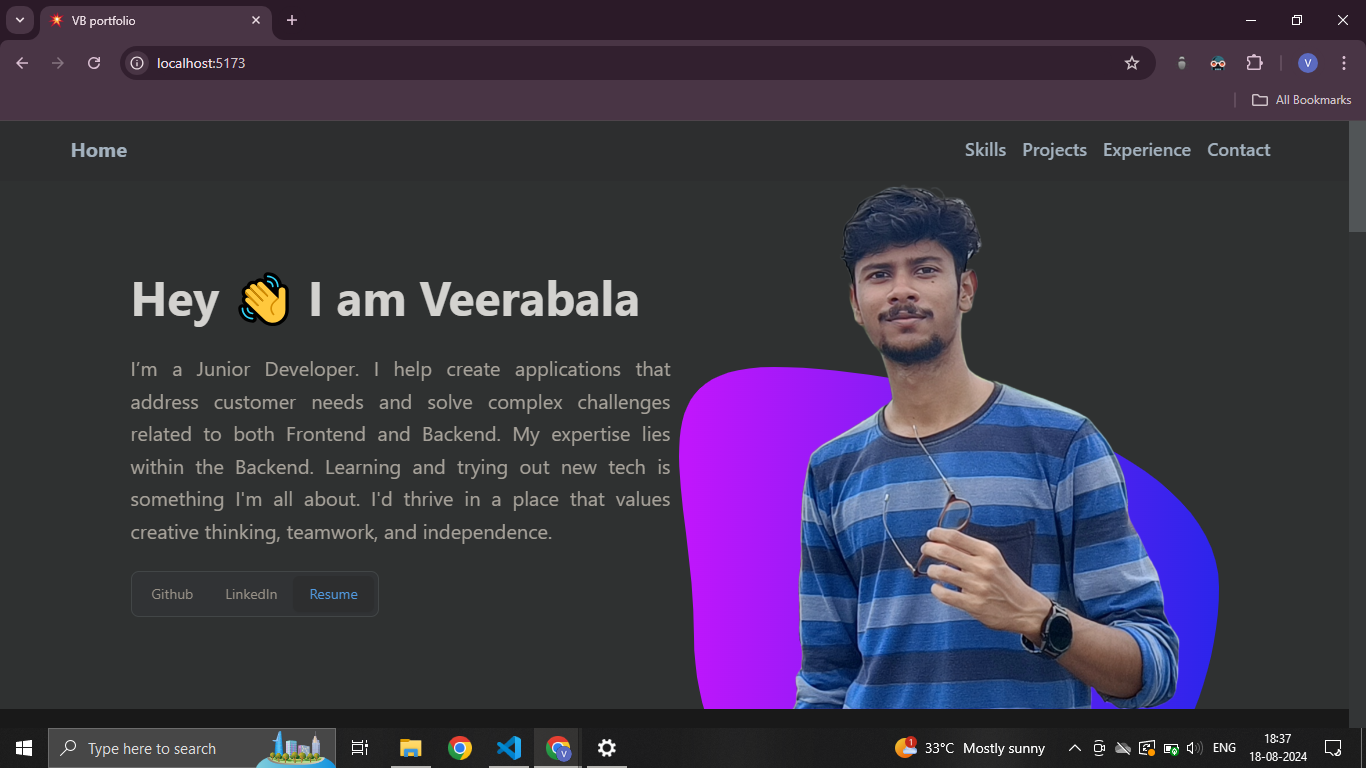 VB portfolio
localhost:5173
V
All Bookmarks
Home
Skills Projects Experience Contact
Hey 👋 I am Veerabala
I’m a Junior Developer. I help create applications that
address customer needs and solve complex challenges
related to both Frontend and Backend. My expertise lies
within the Backend. Learning and trying out new tech is
something I'm all about. I'd thrive in a place that values
creative thinking, teamwork, and independence.
Github LinkedIn Resume
Type here to search
V
1
33°C Mostly sunny
ENG
18:37
18-08-2024